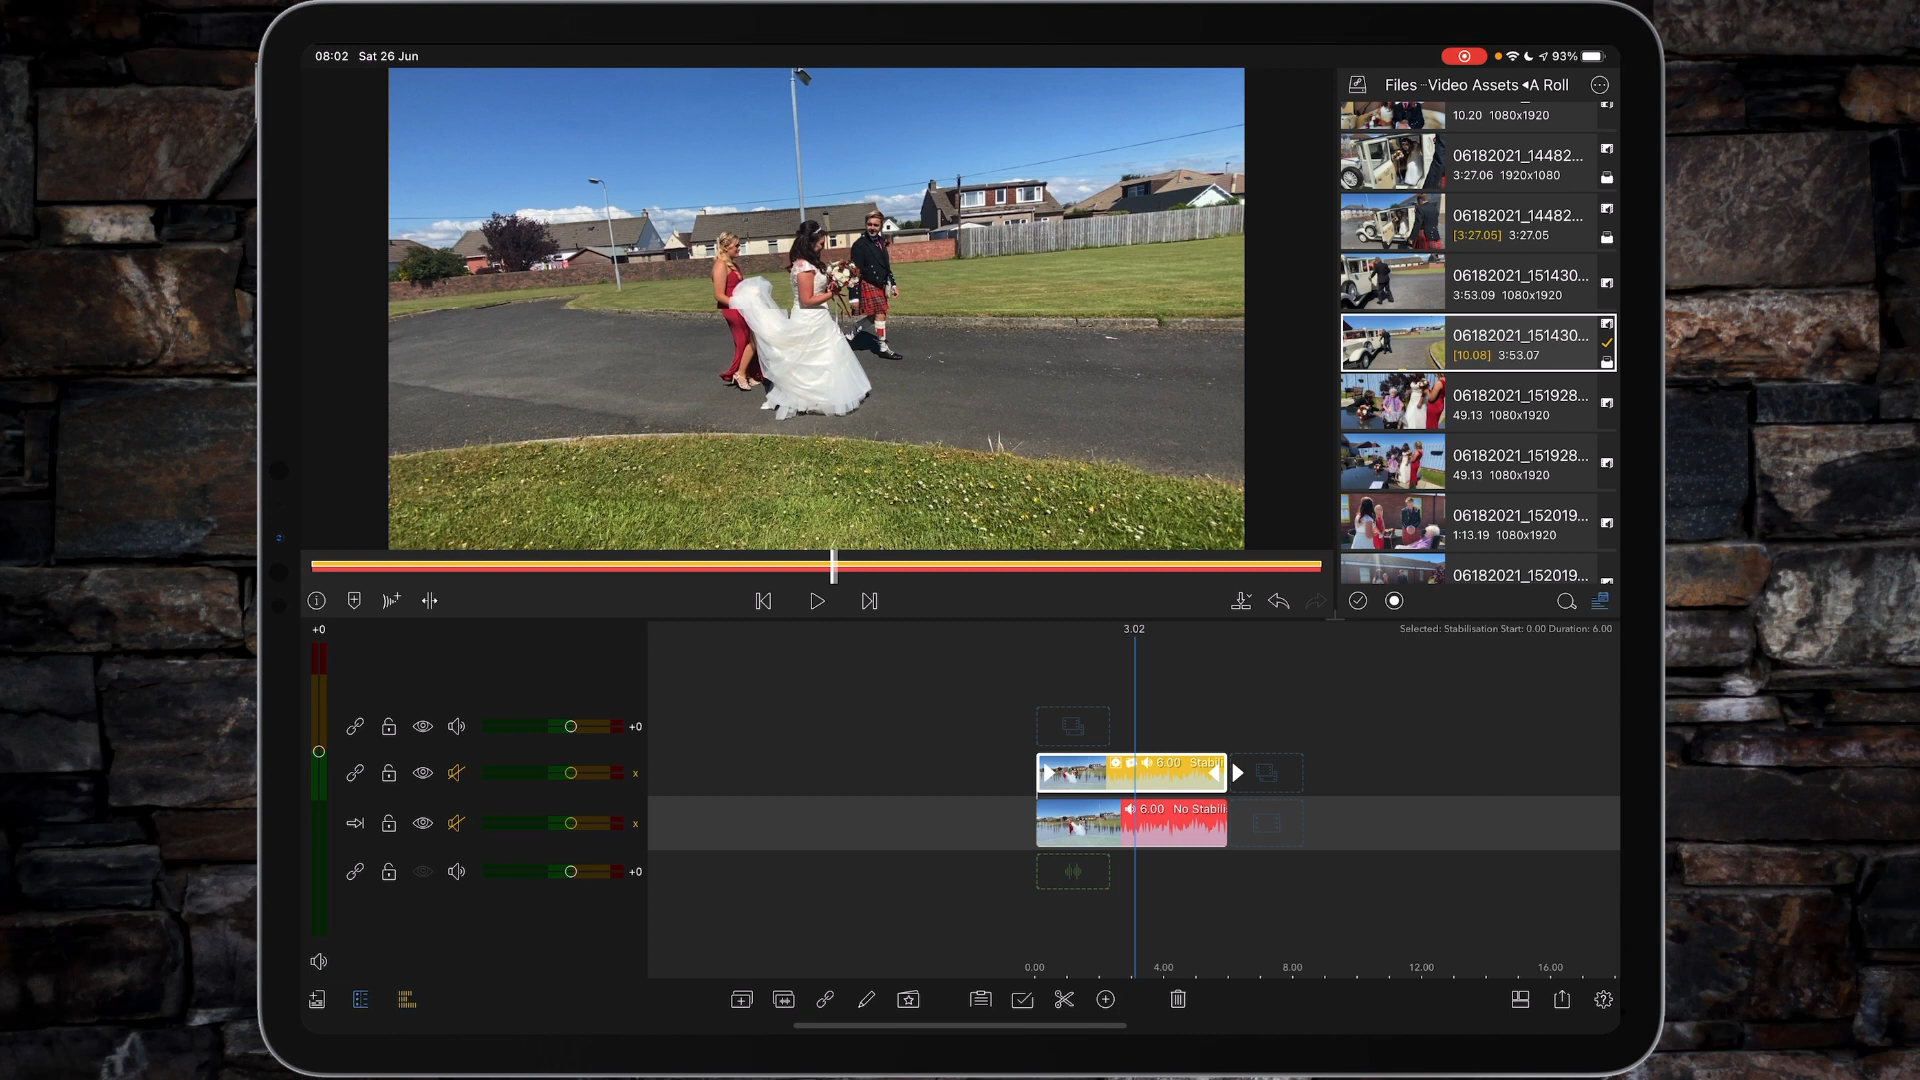 08:02 Sat 26 Jun
93%
Files Video Assets A Roll
10.20 1080x1920
06182021_14482...
3:27.06 1920x1080
06182021_14482...
[3:27.05] 3:27.05
06182021_151430...
3:53.09 1080x1920
06182021_151430...
[10.08] 3:53.07
06182021_151928...
49.13 1080x1920
06182021_151928...
49.13 1080x1920
06182021_152019...
1:13.19 1080x1920
06182021_152019...
+0
3.02
Selected: Stabilisation Start: 0.00 Duration: 6.00
+0
x
6.00 Stabili
x
6.00 No Stabili
+0
0.00 4.00 8.00 12.00 16.00